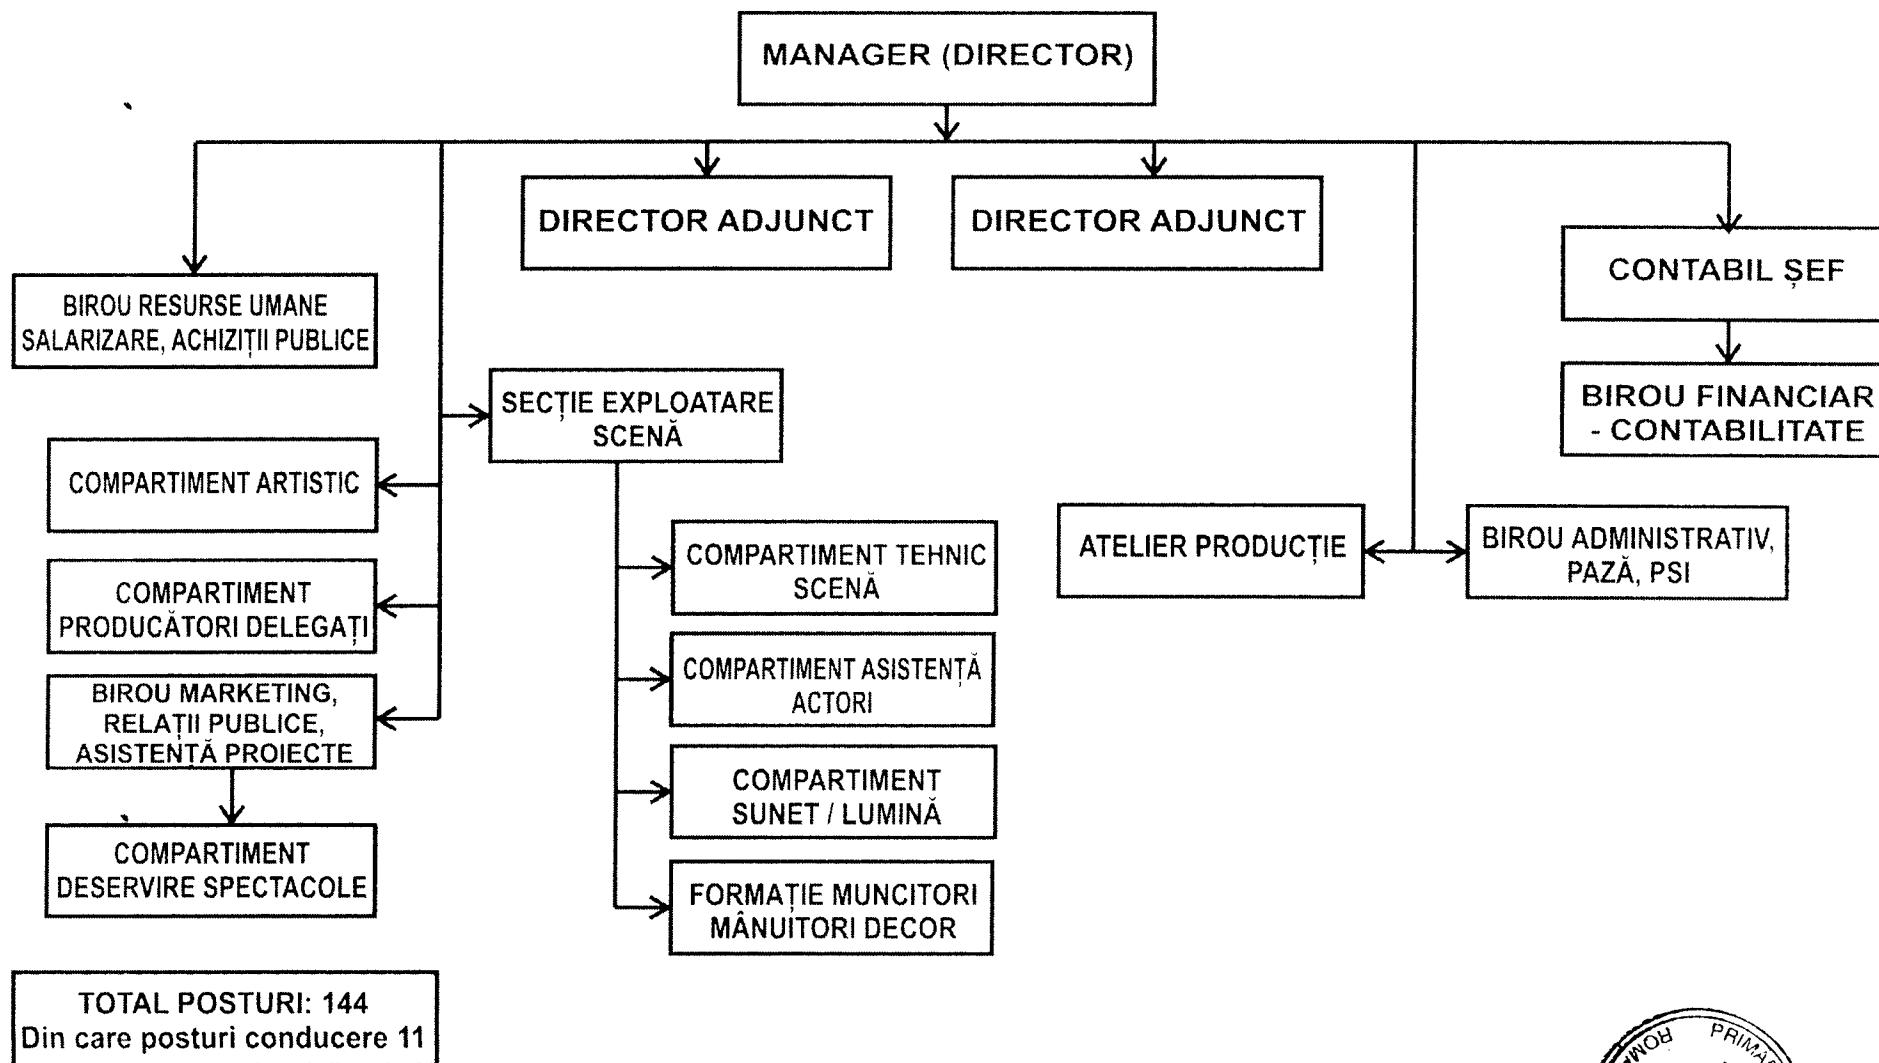 MANAGER (DIRECTOR)
DIRECTOR ADJUNCT
DIRECTOR ADJUNCT
CONTABIL ȘEF
BIROU RESURSE UMANE
SALARIZARE, ACHIZIȚII PUBLICE
BIROU FINANCIAR
- CONTABILITATE
SECȚIE EXPLOATARE
SCENĂ
COMPARTIMENT ARTISTIC
COMPARTIMENT
PRODUCĂTORI DELEGAȚI
BIROU MARKETING,
RELAȚII PUBLICE,
ASISTENȚĂ PROIECTE
COMPARTIMENT
DESERVIRE SPECTACOLE
COMPARTIMENT TEHNIC
SCENĂ
COMPARTIMENT ASISTENȚĂ
ACTORI
COMPARTIMENT
SUNET / LUMINĂ
FORMAȚIE MUNCITORI
MÂNUITORI DECOR
ATELIER PRODUCȚIE
BIROU ADMINISTRATIV,
PAZĂ, PSI
TOTAL POSTURI: 144
Din care posturi conducere 11